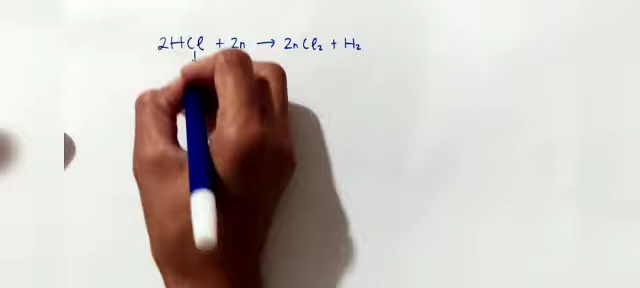 2HCl + Zn → ZnCl₂ + H₂